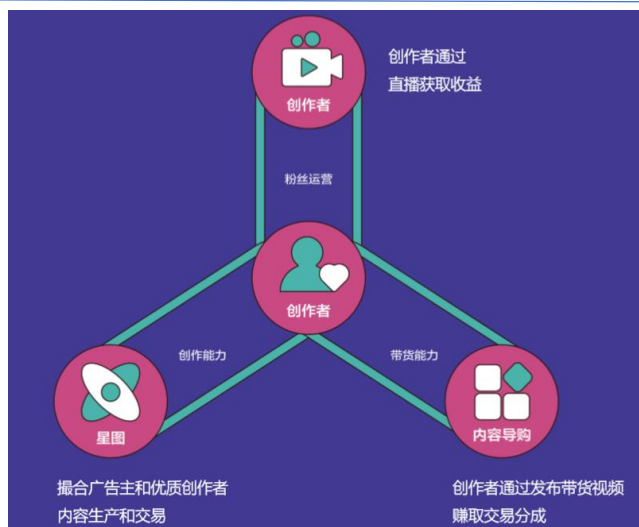 创作者通过
直播获取收益
创作者
粉丝运营
创作者
创作能力
带货能力
星图
内容导购
撮合广告主和优质创作者
内容生产和交易
创作者通过发布带货视频
赚取交易分成